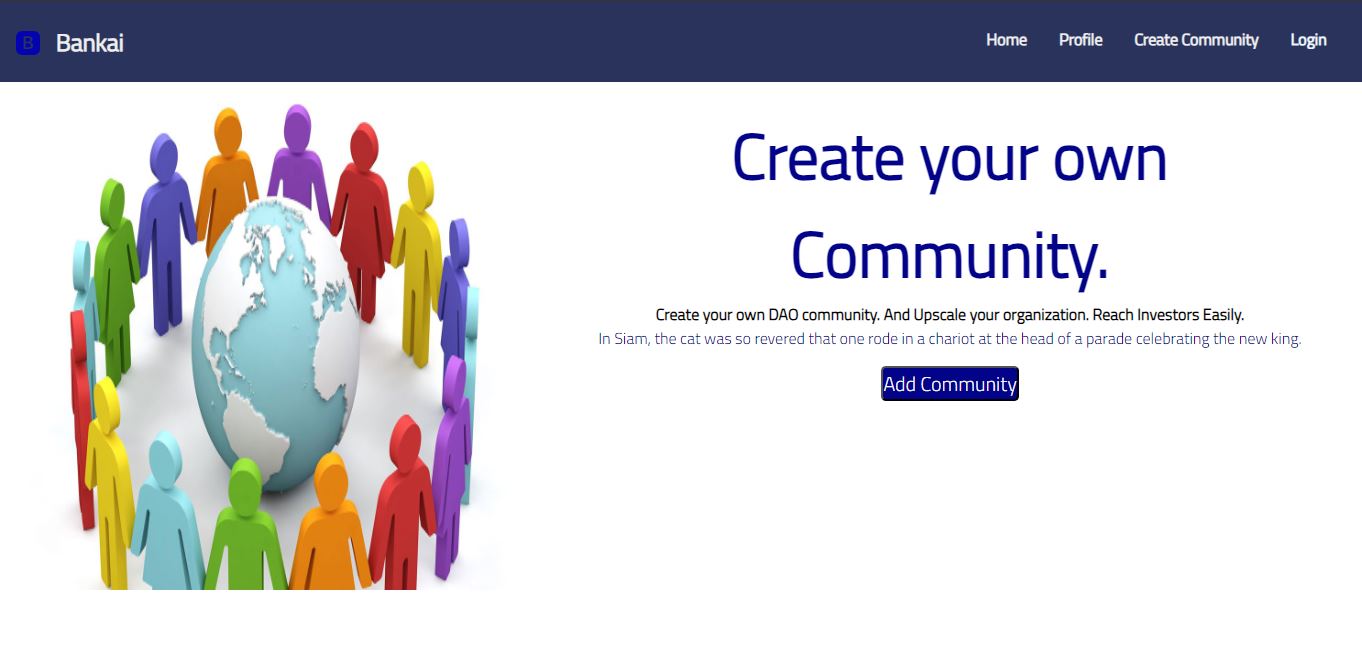 B Bankai Home Profile Create Community Login
Create your own
Community.
Create your own DAO community. And Upscale your organization. Reach Investors Easily.
In Siam, the cat was so revered that one rode in a chariot at the head of a parade celebrating the new king.
Add Community